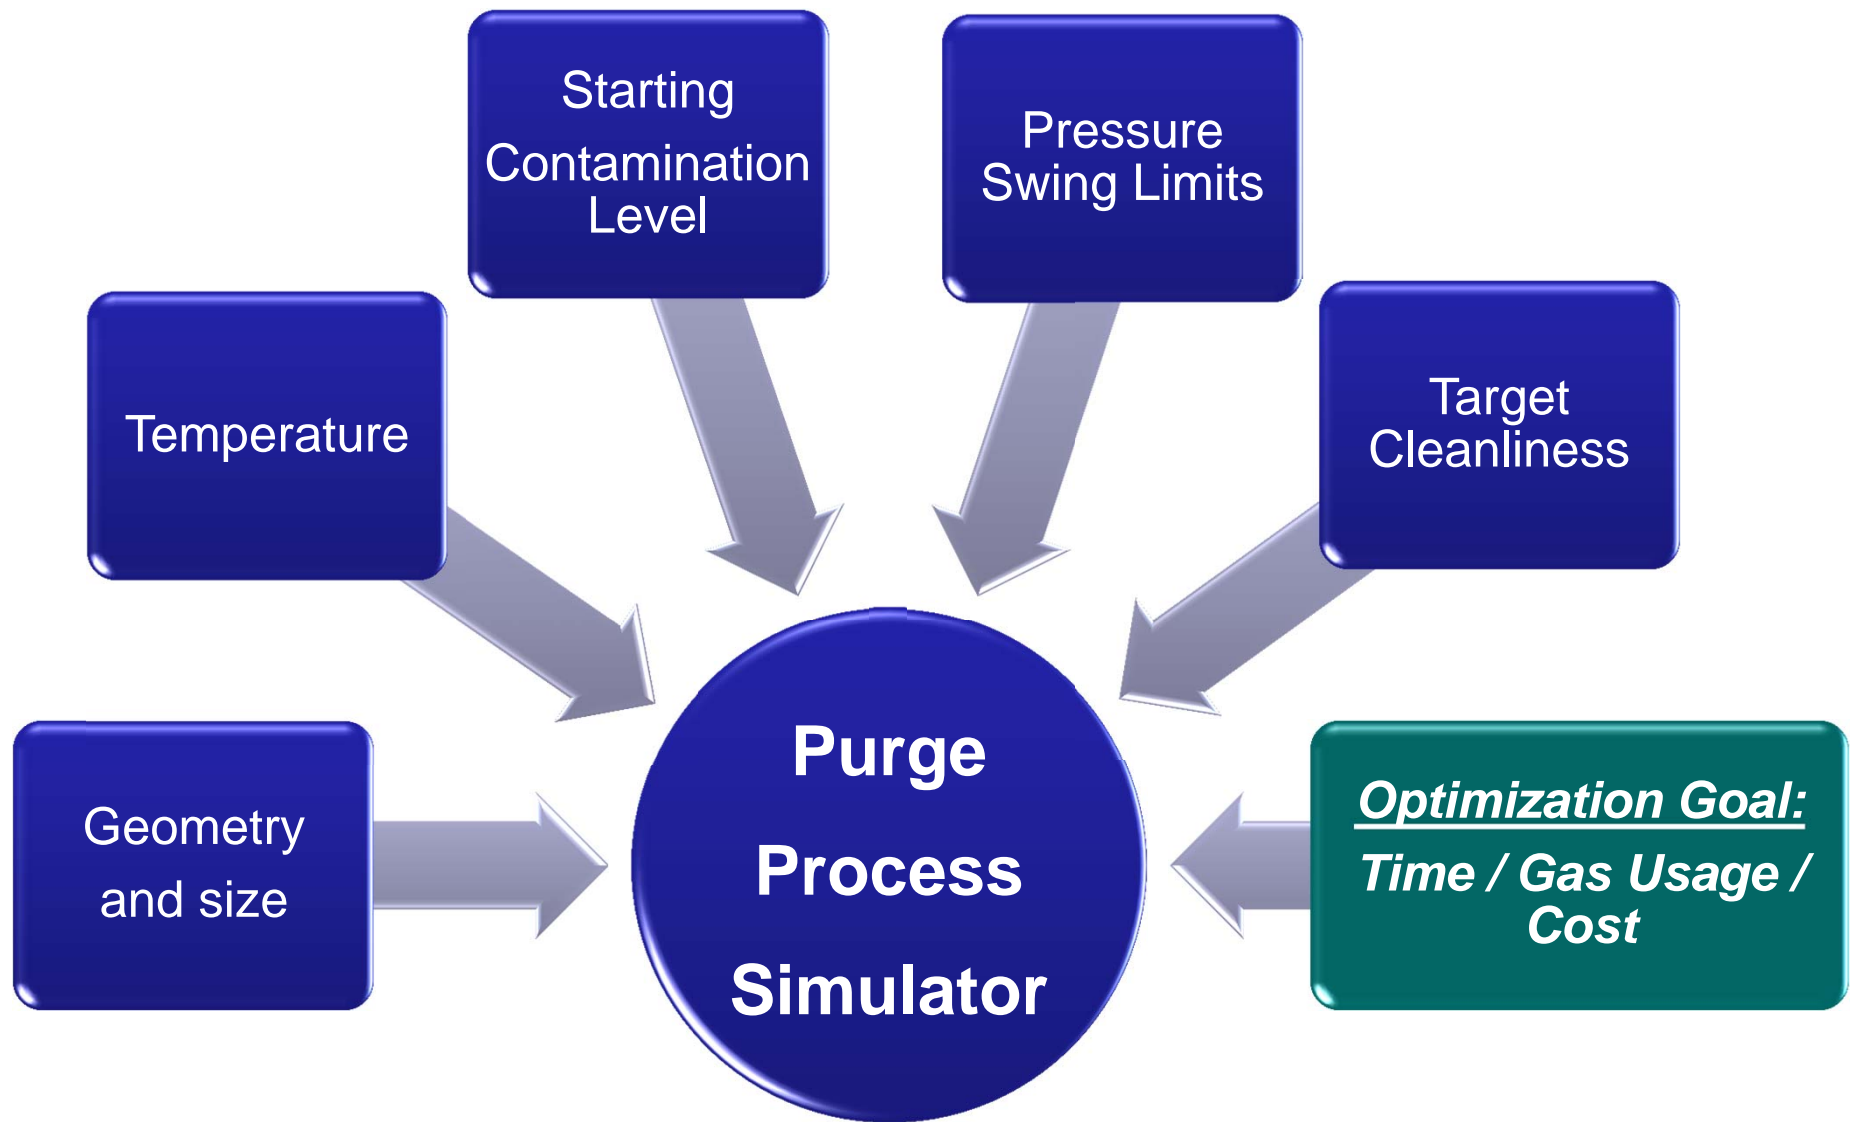 Starting
Contamination
Level
Pressure
Swing Limits
Temperature
Target
Cleanliness
Geometry
and size
Purge
Process
Simulator
Optimization Goal:
Time / Gas Usage /
Cost